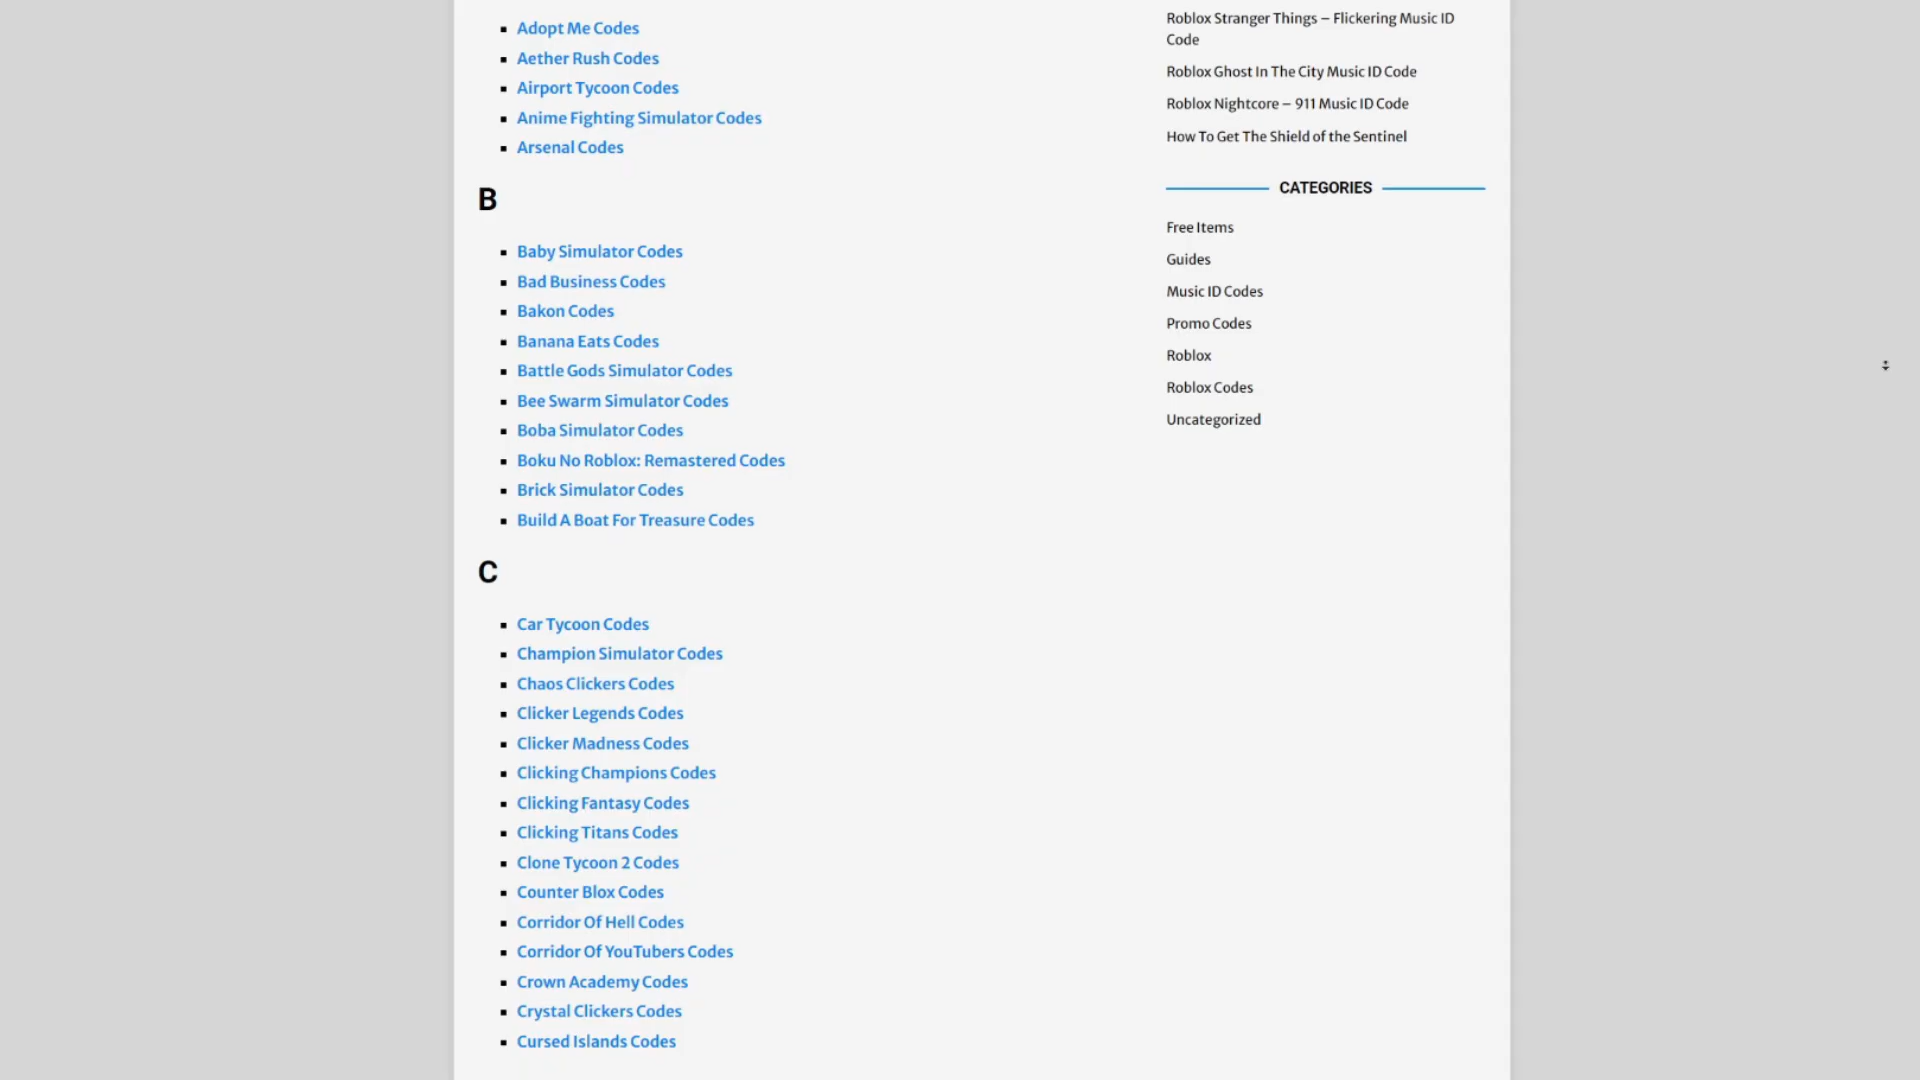 Adopt Me Codes
Aether Rush Codes
Airport Tycoon Codes
Anime Fighting Simulator Codes
Arsenal Codes
B
Baby Simulator Codes
Bad Business Codes
Bakon Codes
Banana Eats Codes
Battle Gods Simulator Codes
Bee Swarm Simulator Codes
Boba Simulator Codes
Boku No Roblox: Remastered Codes
Brick Simulator Codes
Build A Boat For Treasure Codes
C
Car Tycoon Codes
Champion Simulator Codes
Chaos Clickers Codes
Clicker Legends Codes
Clicker Madness Codes
Clicking Champions Codes
Clicking Fantasy Codes
Clicking Titans Codes
Clone Tycoon 2 Codes
Counter Blox Codes
Corridor Of Hell Codes
Corridor Of YouTubers Codes
Crown Academy Codes
Crystal Clickers Codes
Cursed Islands Codes
Roblox Stranger Things – Flickering Music ID
Code
Roblox Ghost In The City Music ID Code
Roblox Nightcore – 911 Music ID Code
How To Get The Shield of the Sentinel
CATEGORIES
Free Items
Guides
Music ID Codes
Promo Codes
Roblox
Roblox Codes
Uncategorized